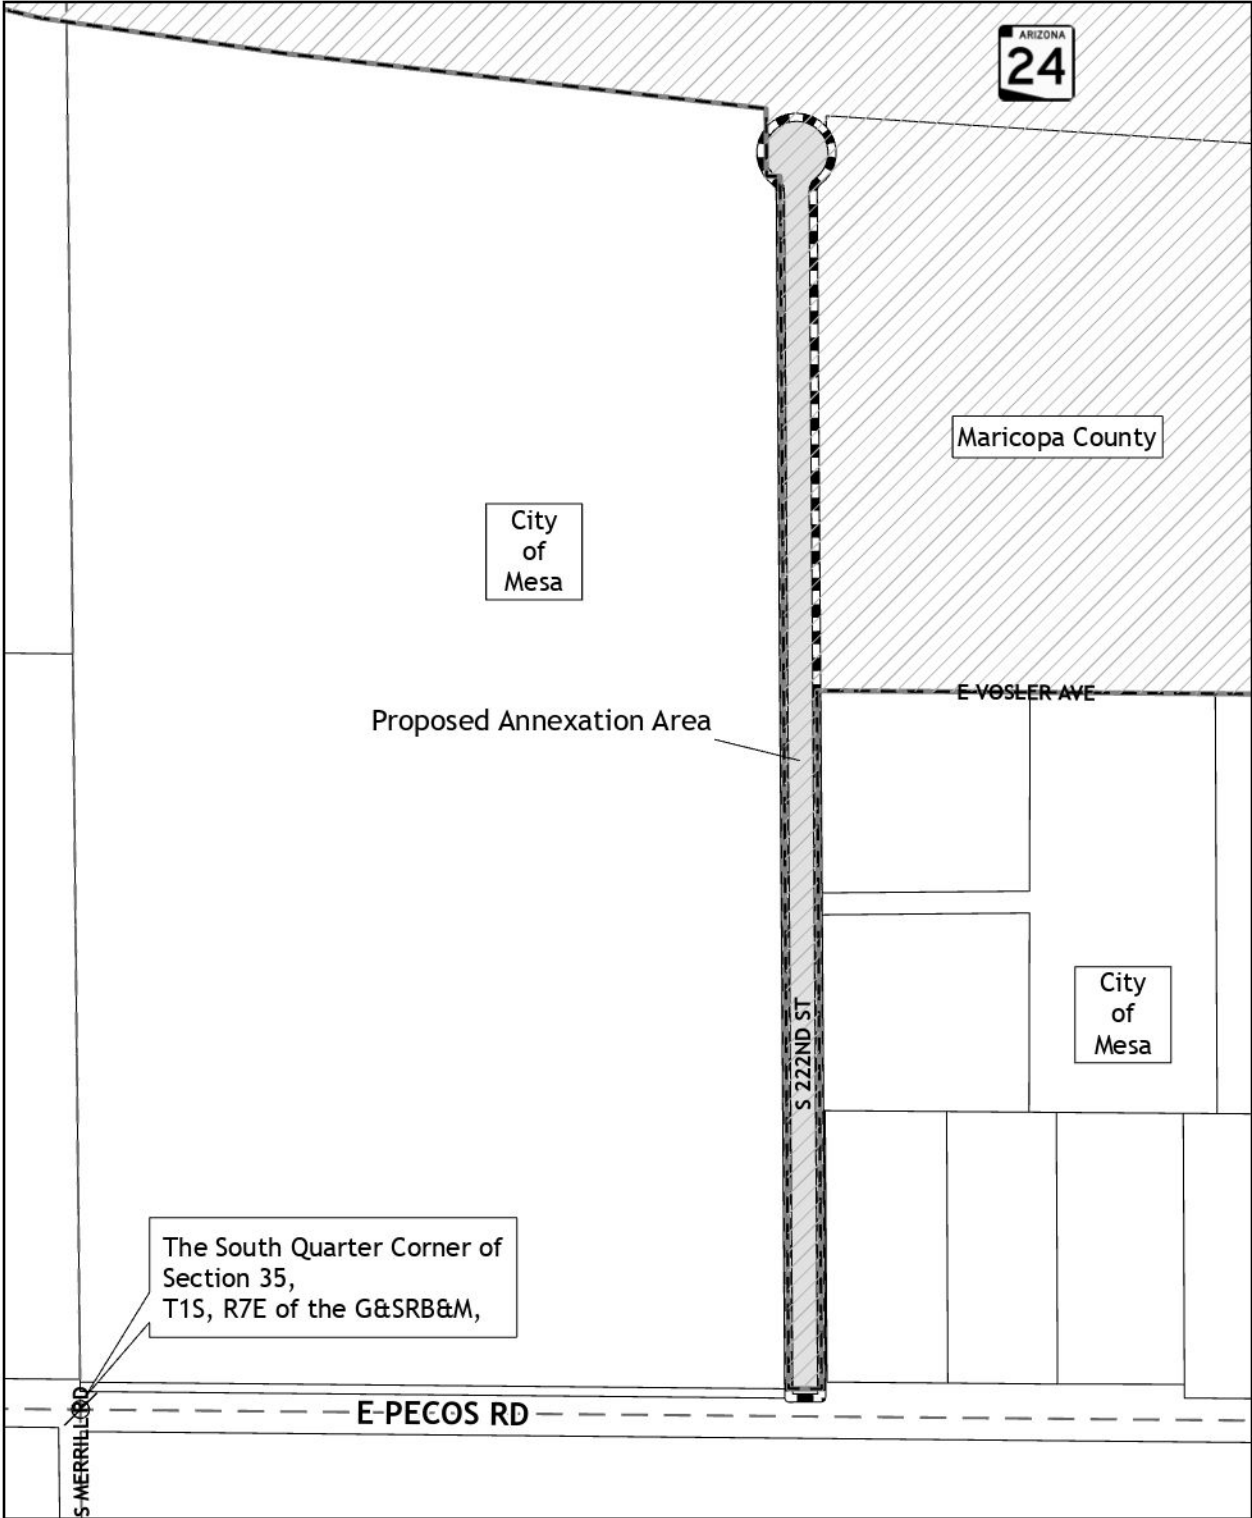 ARIZONA
24
Maricopa County
City
of
Mesa
E VOSLER AVE
Proposed Annexation Area
City
of
Mesa
S 222ND ST
The South Quarter Corner of
Section 35,
T1S, R7E of the G&SRB&M,
E PECOS RD
S MERRILL RD